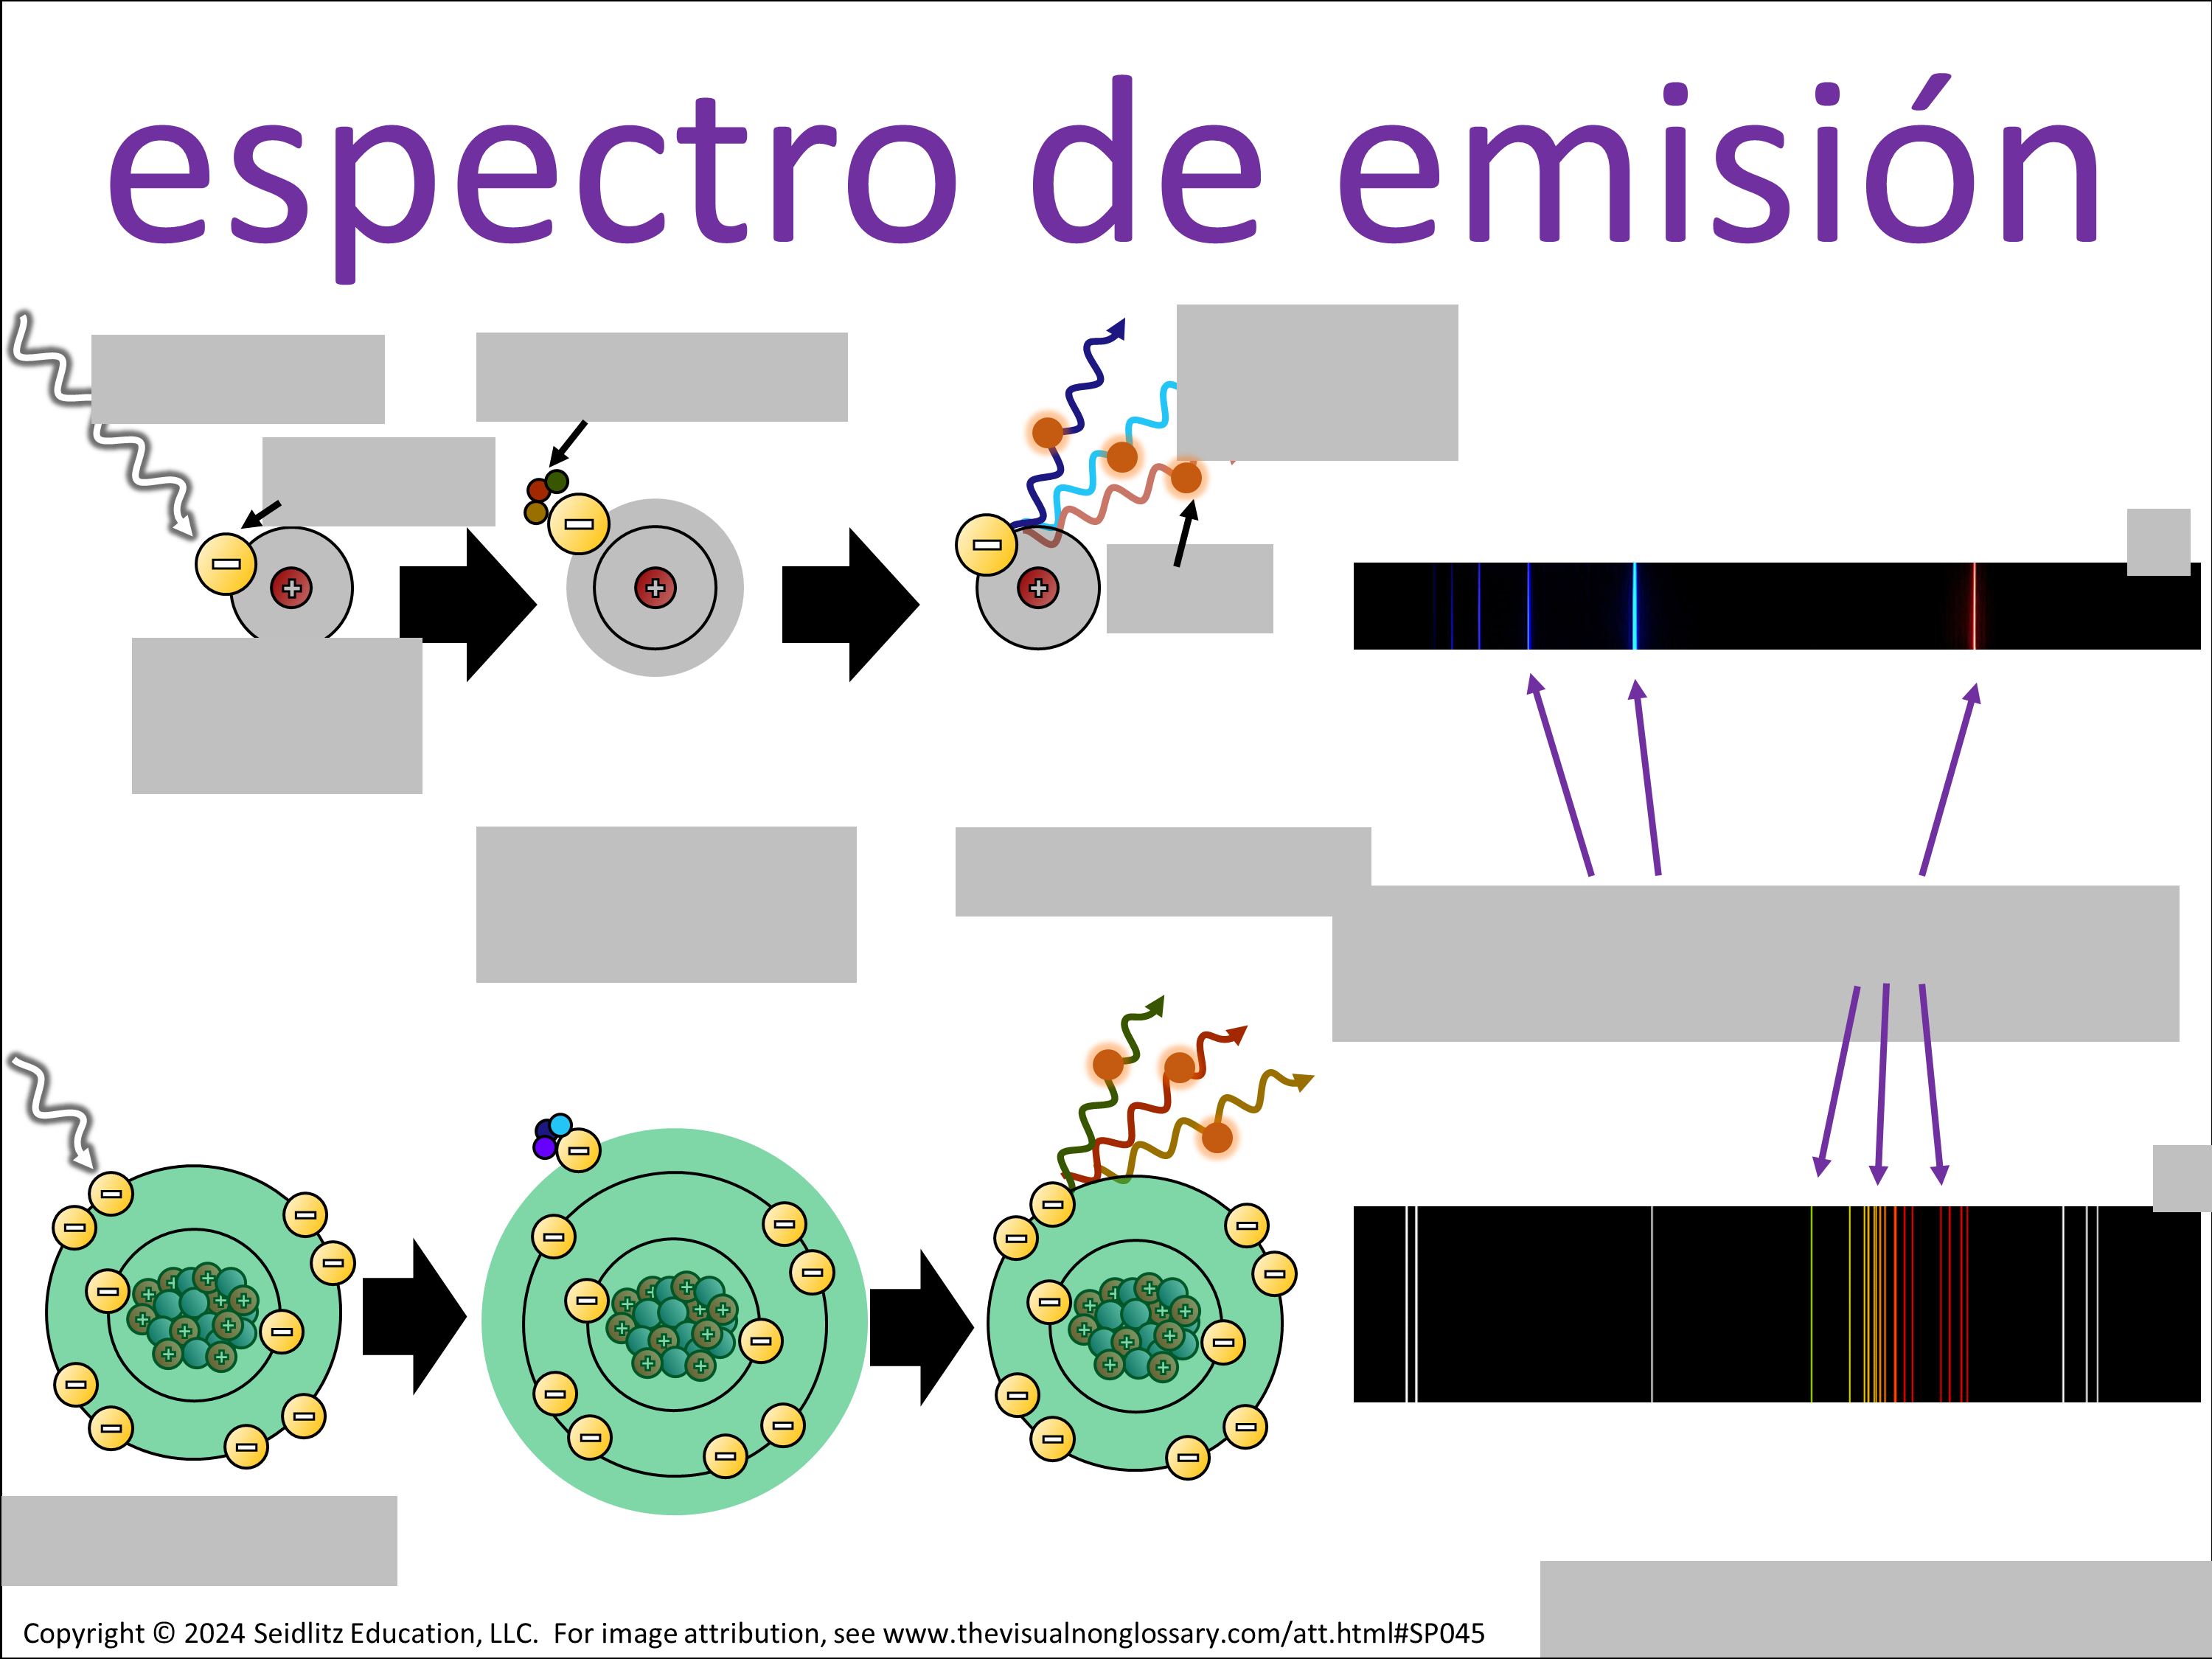 espectro de emisión
Copyright © 2024 Seidlitz Education, LLC.  For image attribution, see www.thevisualnonglossary.com/att.html#SP045